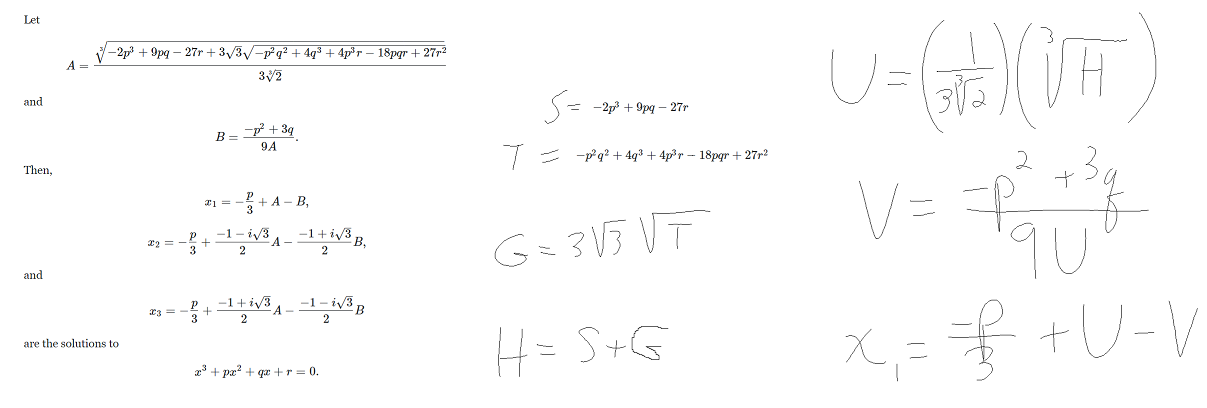 Let
A = ∛(−2p³ + 9pq − 27r + 3√3√(−p²q² + 4q³ + 4p³r − 18pqr + 27r²)) / 3∛2
and
B = (−p² + 3q) / 9A.
Then,
x₁ = −p/3 + A − B,
x₂ = −p/3 + (−1 − i√3)/2 A − (−1 + i√3)/2 B,
and
x₃ = −p/3 + (−1 + i√3)/2 A − (−1 − i√3)/2 B
are the solutions to
x³ + px² + qx + r = 0.
S = −2p³ + 9pq − 27r
T = −p²q² + 4q³ + 4p³r − 18pqr + 27r²
G = 3√3 √T
H = S + G
U = (1 / 3∛2) (∛H)
V = (−p² + 3q) / 9U
x₁ = −p/3 + U − V